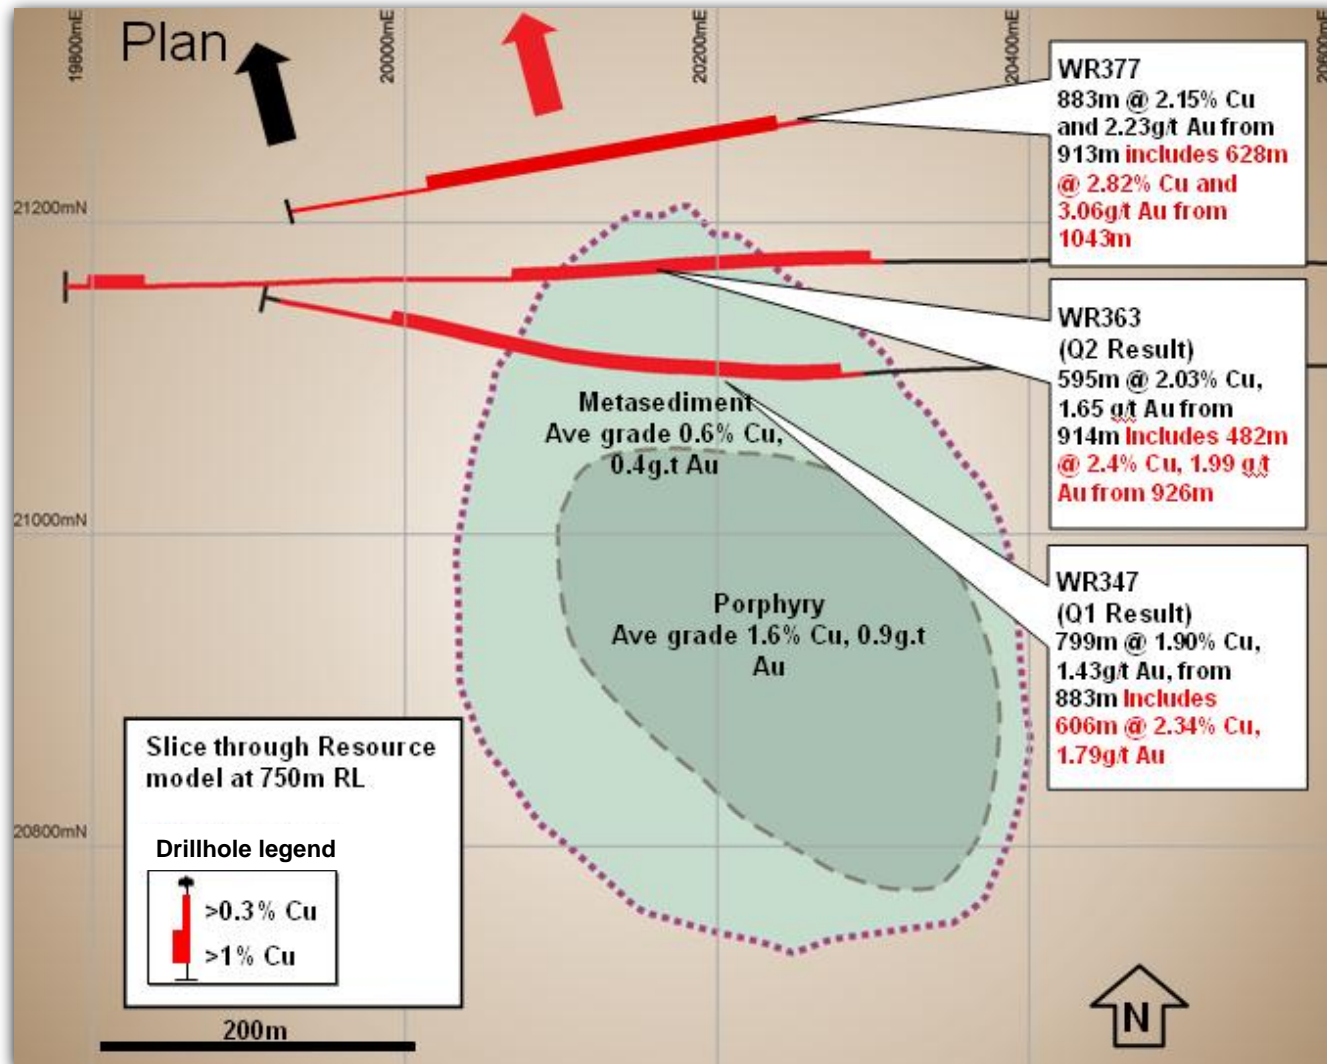 Plan
19800mE
20000mE
20200mE
20400mE
20600mE
WR377
883m @ 2.15% Cu
and 2.23g/t Au from
913m includes 628m
@ 2.82% Cu and
3.06g/t Au from
1043m
21200mN
WR363
(Q2 Result)
595m @ 2.03% Cu,
1.65 g/t Au from
914m Includes 482m
@ 2.4% Cu, 1.99 g/t
Au from 926m
Metasediment
Ave grade 0.6% Cu,
0.4g.t Au
21000mN
WR347
(Q1 Result)
799m @ 1.90% Cu,
1.43g/t Au, from
883m Includes
606m @ 2.34% Cu,
1.79g/t Au
Porphyry
Ave grade 1.6% Cu, 0.9g.t
Au
20800mN
Slice through Resource
model at 750m RL
Drillhole legend
>0.3% Cu
>1% Cu
200m
N